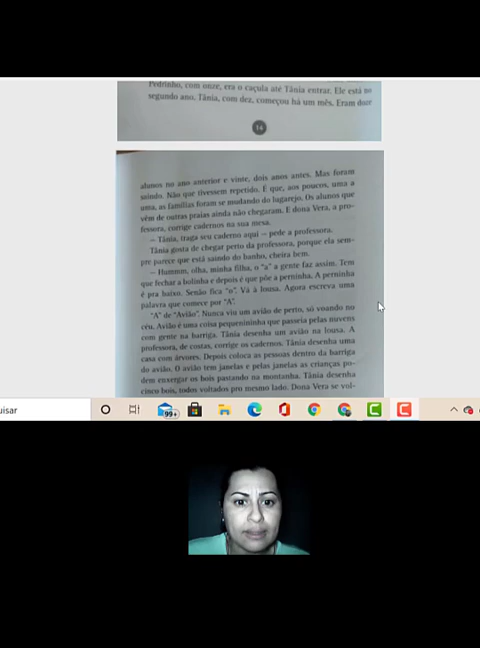 Pedrinho, com onze, era o caçula até Tânia entrar. Ele está no
segundo ano. Tânia, com dez, começou há um mês. Eram doze
14
alunos no ano anterior e vinte, dois anos antes. Mas foram
saindo. Não que tivessem repetido. É que, aos poucos, uma a
uma, as famílias foram se mudando do lugarejo. Os alunos que
vêm de outras praias ainda não chegaram. E dona Vera, a pro-
fessora, corrige cadernos na sua mesa.
— Tânia, traga seu caderno aqui — pede a professora.
Tânia gosta de chegar perto da professora, porque ela sem-
pre parece que está saindo do banho, cheira bem.
— Hummm, olha, minha filha, o "a" a gente faz assim. Tem
que fechar a bolinha e depois é que põe a perninha. A perninha
é pra baixo. Senão fica "o". Vá à lousa. Agora escreva uma
palavra que comece por "A".
"A" de "Avião". Nunca viu um avião de perto, só voando no
céu. Avião é uma coisa pequenininha que passeia pelas nuvens
com gente na barriga. Tânia desenha um avião na lousa. A
professora, de costas, corrige os cadernos. Tânia desenha uma
casa com árvores. Depois coloca as pessoas dentro da barriga
do avião. O avião tem janelas e pelas janelas as crianças po-
dem enxergar os bois pastando na montanha. Tânia desenha
cinco bois, todos voltados pro mesmo lado. Dona Vera se vol-
uisar
99+